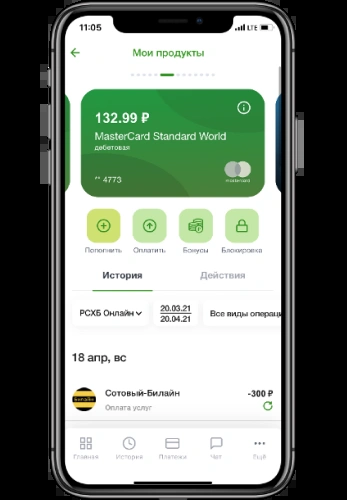 11:05
LTE
Мои продукты
132.99 ₽
MasterCard Standard World
дебетовая
** 4773
mastercard
Пополнить
Оплатить
Бонусы
Блокировка
История
Действия
РСХБ Онлайн
20.03.21
20.04.21
Все виды операци
18 апр, вс
Билайн
Сотовый-Билайн
-300 ₽
Оплата услуг
Главная
История
Платежи
Чат
Ещё